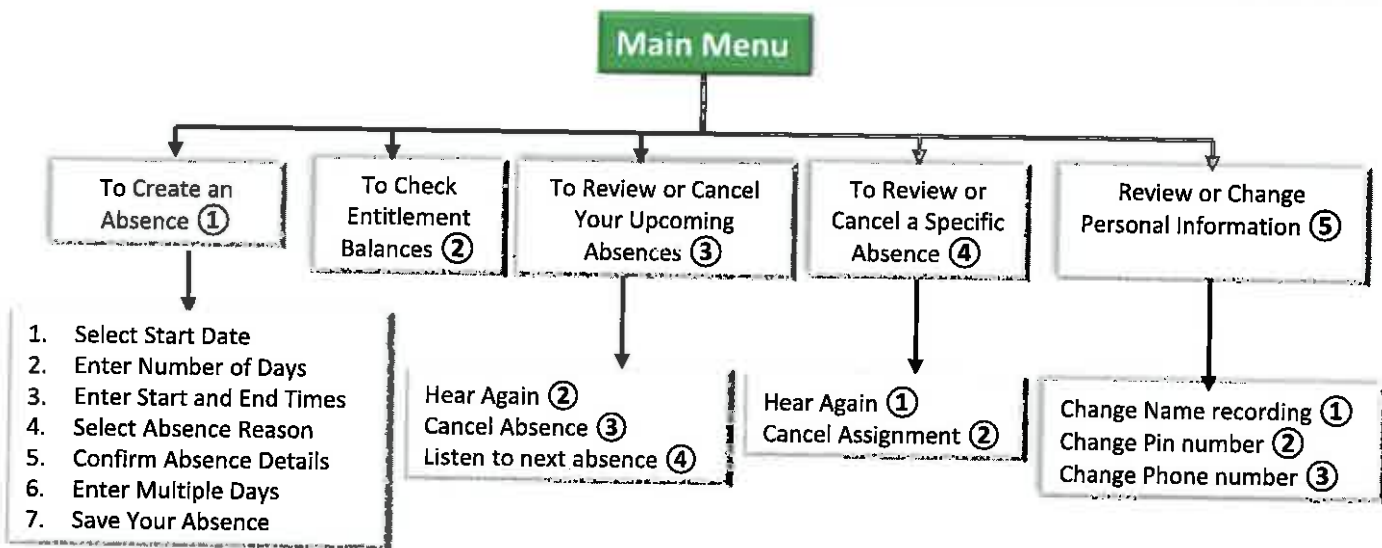 Main Menu
To Create an
Absence ①
To Check
Entitlement
Balances ②
To Review or Cancel
Your Upcoming
Absences ③
To Review or
Cancel a Specific
Absence ④
Review or Change
Personal Information ⑤
1. Select Start Date
2. Enter Number of Days
3. Enter Start and End Times
4. Select Absence Reason
5. Confirm Absence Details
6. Enter Multiple Days
7. Save Your Absence
Hear Again ②
Cancel Absence ③
Listen to next absence ④
Hear Again ①
Cancel Assignment ②
Change Name recording ①
Change Pin number ②
Change Phone number ③